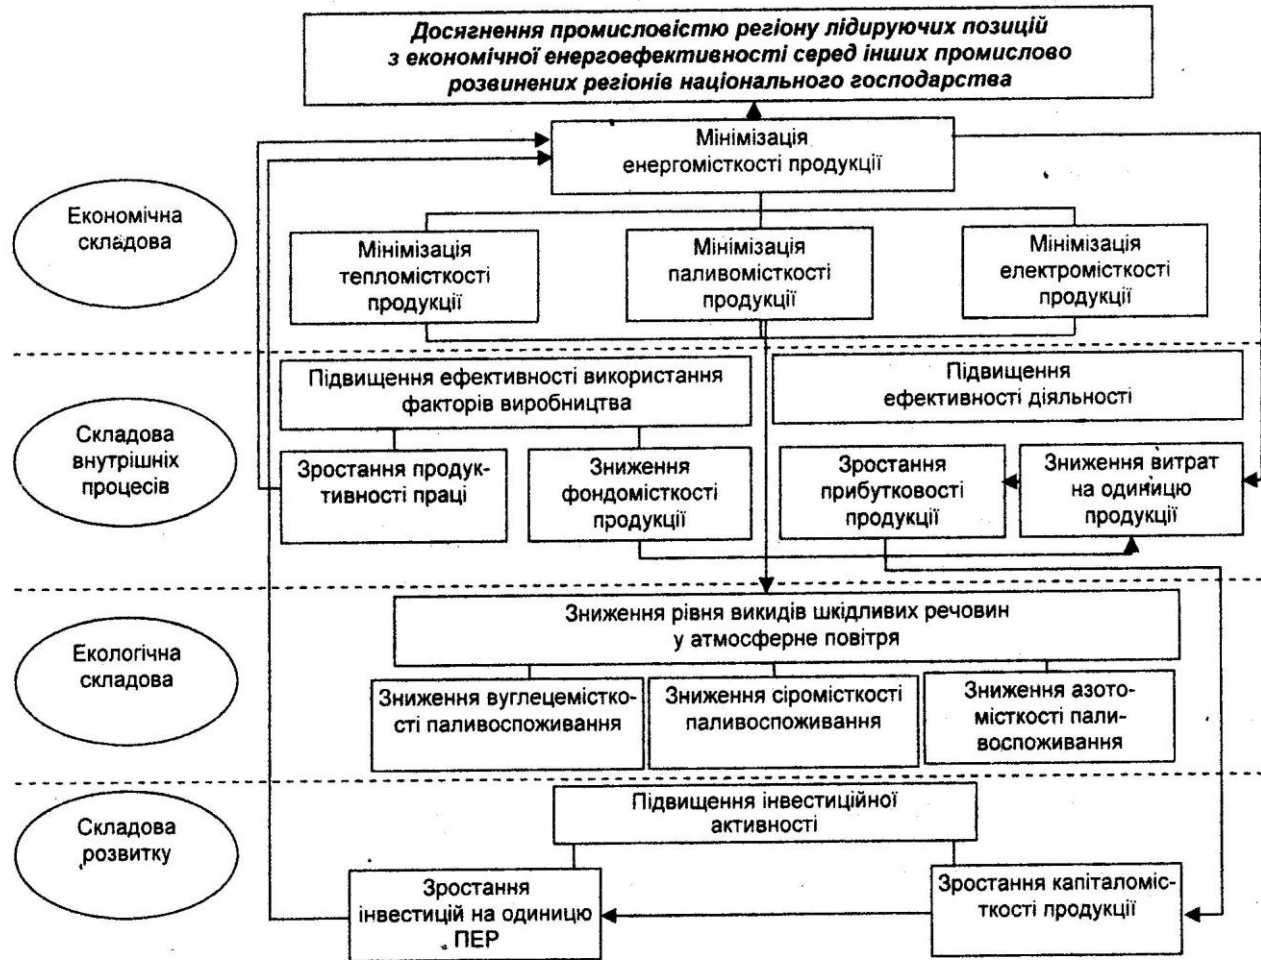 Досягнення промисловістю регіону лідируючих позицій
з економічної енергоефективності серед інших промислово
розвинених регіонів національного господарства
Мінімізація
енергомісткості продукції
Економічна
складова
Мінімізація
тепломісткості
продукції
Мінімізація
паливомісткості
продукції
Мінімізація
електромісткості
продукції
Підвищення ефективності використання
факторів виробництва
Підвищення
ефективності діяльності
Складова
внутрішніх
процесів
Зростання продук-
тивності праці
Зниження
фондомісткості
продукції
Зростання
прибутковості
продукції
Зниження витрат
на одиницю
продукції
Зниження рівня викидів шкідливих речовин
у атмосферне повітря
Екологічна
складова
Зниження вуглецемістко-
сті паливоспоживання
Зниження сіромісткості
паливоспоживання
Зниження азото-
місткості пали-
воспоживання
Підвищення інвестиційної
активності
Складова
розвитку
Зростання
інвестицій на одиницю
ПЕР
Зростання капіталоміс-
ткості продукції